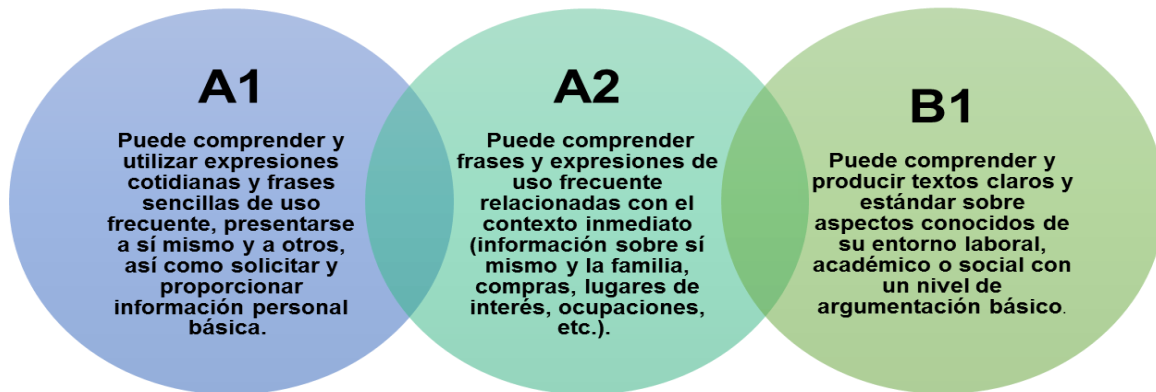 A1
Puede comprender y
utilizar expresiones
cotidianas y frases
sencillas de uso
frecuente, presentarse
a sí mismo y a otros,
así como solicitar y
proporcionar
información personal
básica.
A2
Puede comprender
frases y expresiones de
uso frecuente
relacionadas con el
contexto inmediato
(información sobre sí
mismo y la familia,
compras, lugares de
interés, ocupaciones,
etc.).
B1
Puede comprender y
producir textos claros y
estándar sobre
aspectos conocidos de
su entorno laboral,
académico o social con
un nivel de
argumentación básico.